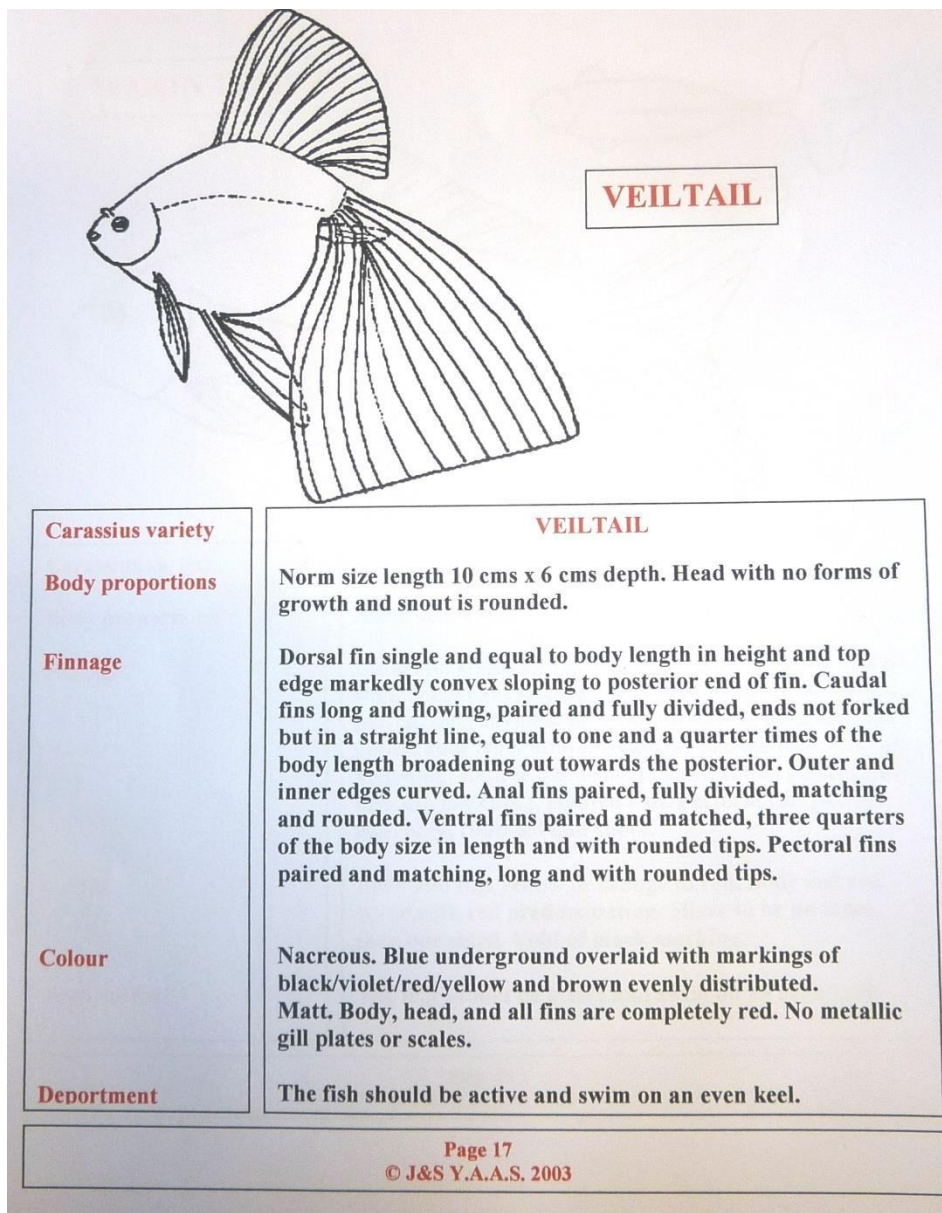 VEILTAIL
Carassius variety
VEILTAIL
Body proportions
Norm size length 10 cms x 6 cms depth. Head with no forms of
growth and snout is rounded.
Finnage
Dorsal fin single and equal to body length in height and top
edge markedly convex sloping to posterior end of fin. Caudal
fins long and flowing, paired and fully divided, ends not forked
but in a straight line, equal to one and a quarter times of the
body length broadening out towards the posterior. Outer and
inner edges curved. Anal fins paired, fully divided, matching
and rounded. Ventral fins paired and matched, three quarters
of the body size in length and with rounded tips. Pectoral fins
paired and matching, long and with rounded tips.
Colour
Nacreous. Blue underground overlaid with markings of
black/violet/red/yellow and brown evenly distributed.
Matt. Body, head, and all fins are completely red. No metallic
gill plates or scales.
Deportment
The fish should be active and swim on an even keel.
Page 17
© J&S Y.A.A.S. 2003